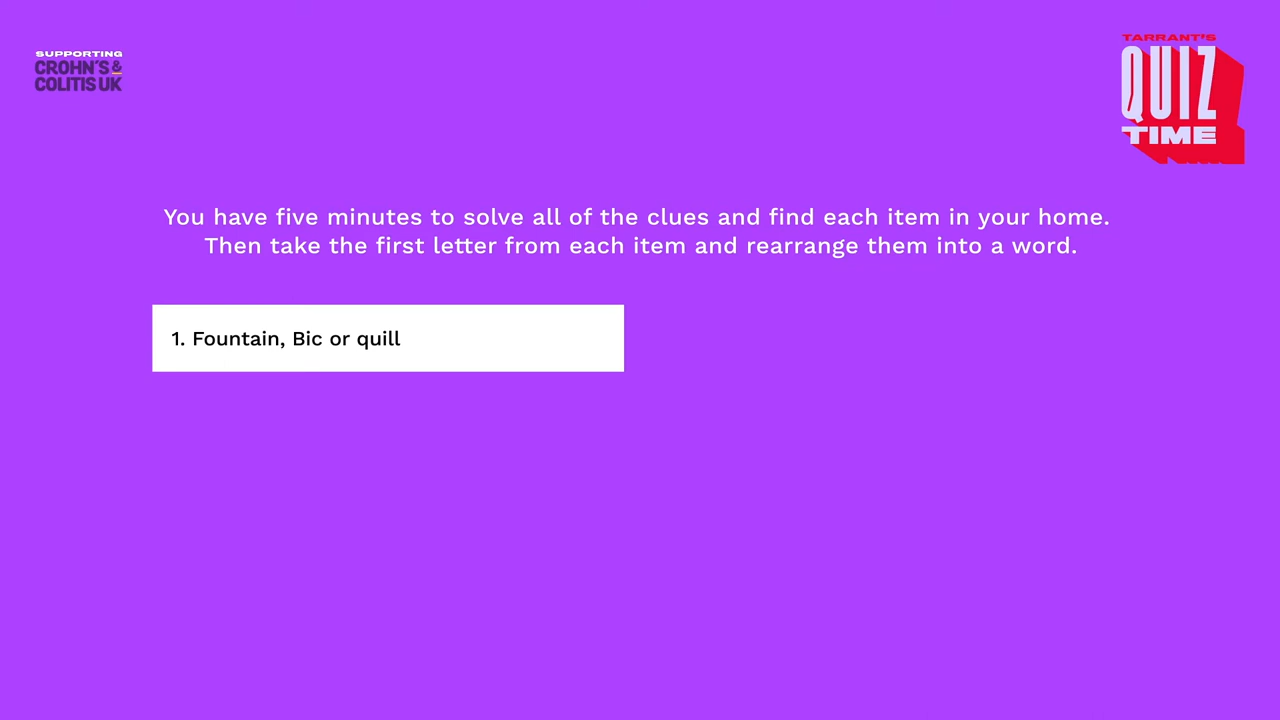 SUPPORTING
CROHN'S &
COLITIS UK
TARRANT'S
QUIZ
TIME
You have five minutes to solve all of the clues and find each item in your home.
Then take the first letter from each item and rearrange them into a word.
1. Fountain, Bic or quill